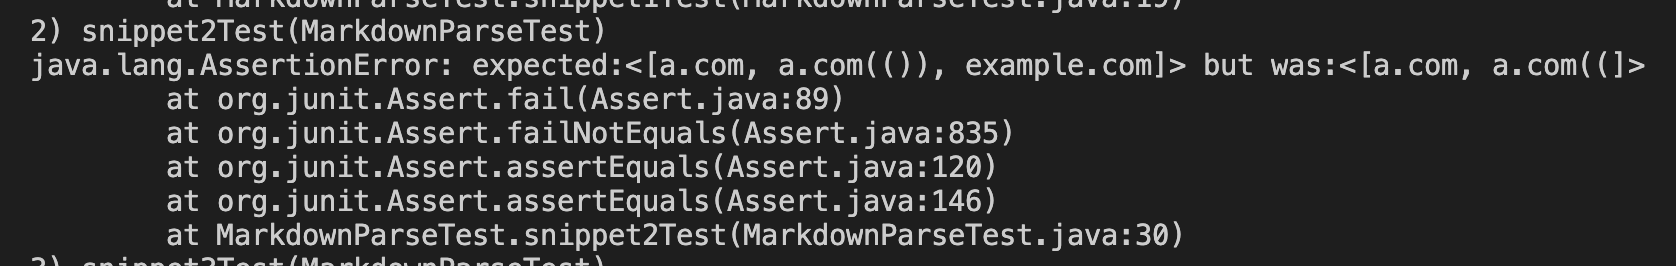 at MarkdownParseTest.snippet1Test(MarkdownParseTest.java:19)
2) snippet2Test(MarkdownParseTest)
java.lang.AssertionError: expected:<[a.com, a.com(()), example.com]> but was:<[a.com, a.com((]>
at org.junit.Assert.fail(Assert.java:89)
at org.junit.Assert.failNotEquals(Assert.java:835)
at org.junit.Assert.assertEquals(Assert.java:120)
at org.junit.Assert.assertEquals(Assert.java:146)
at MarkdownParseTest.snippet2Test(MarkdownParseTest.java:30)
3) snippet3Test(MarkdownParseTest)